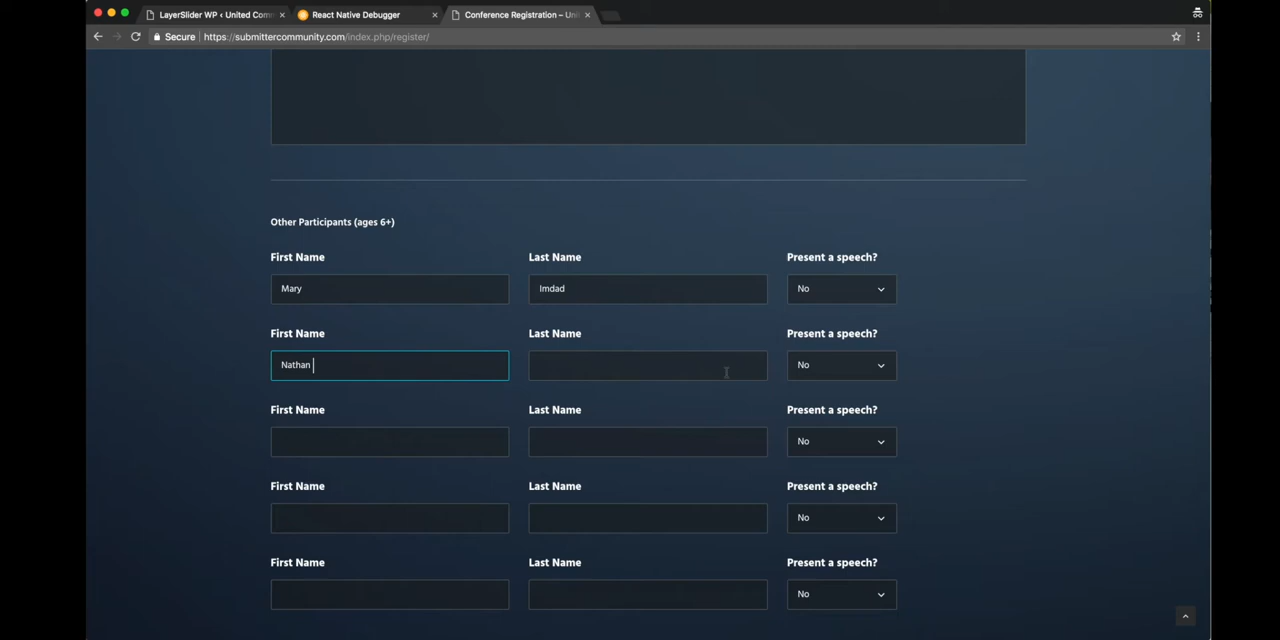 LayerSlider WP ‹ United Com
React Native Debugger
Conference Registration – Uni
Secure
https://submittercommunity.com/index.php/register/
Other Participants (ages 6+)
First Name Last Name Present a speech?
Mary Imdad No
First Name Last Name Present a speech?
Nathan No
First Name Last Name Present a speech?
No
First Name Last Name Present a speech?
No
First Name Last Name Present a speech?
No